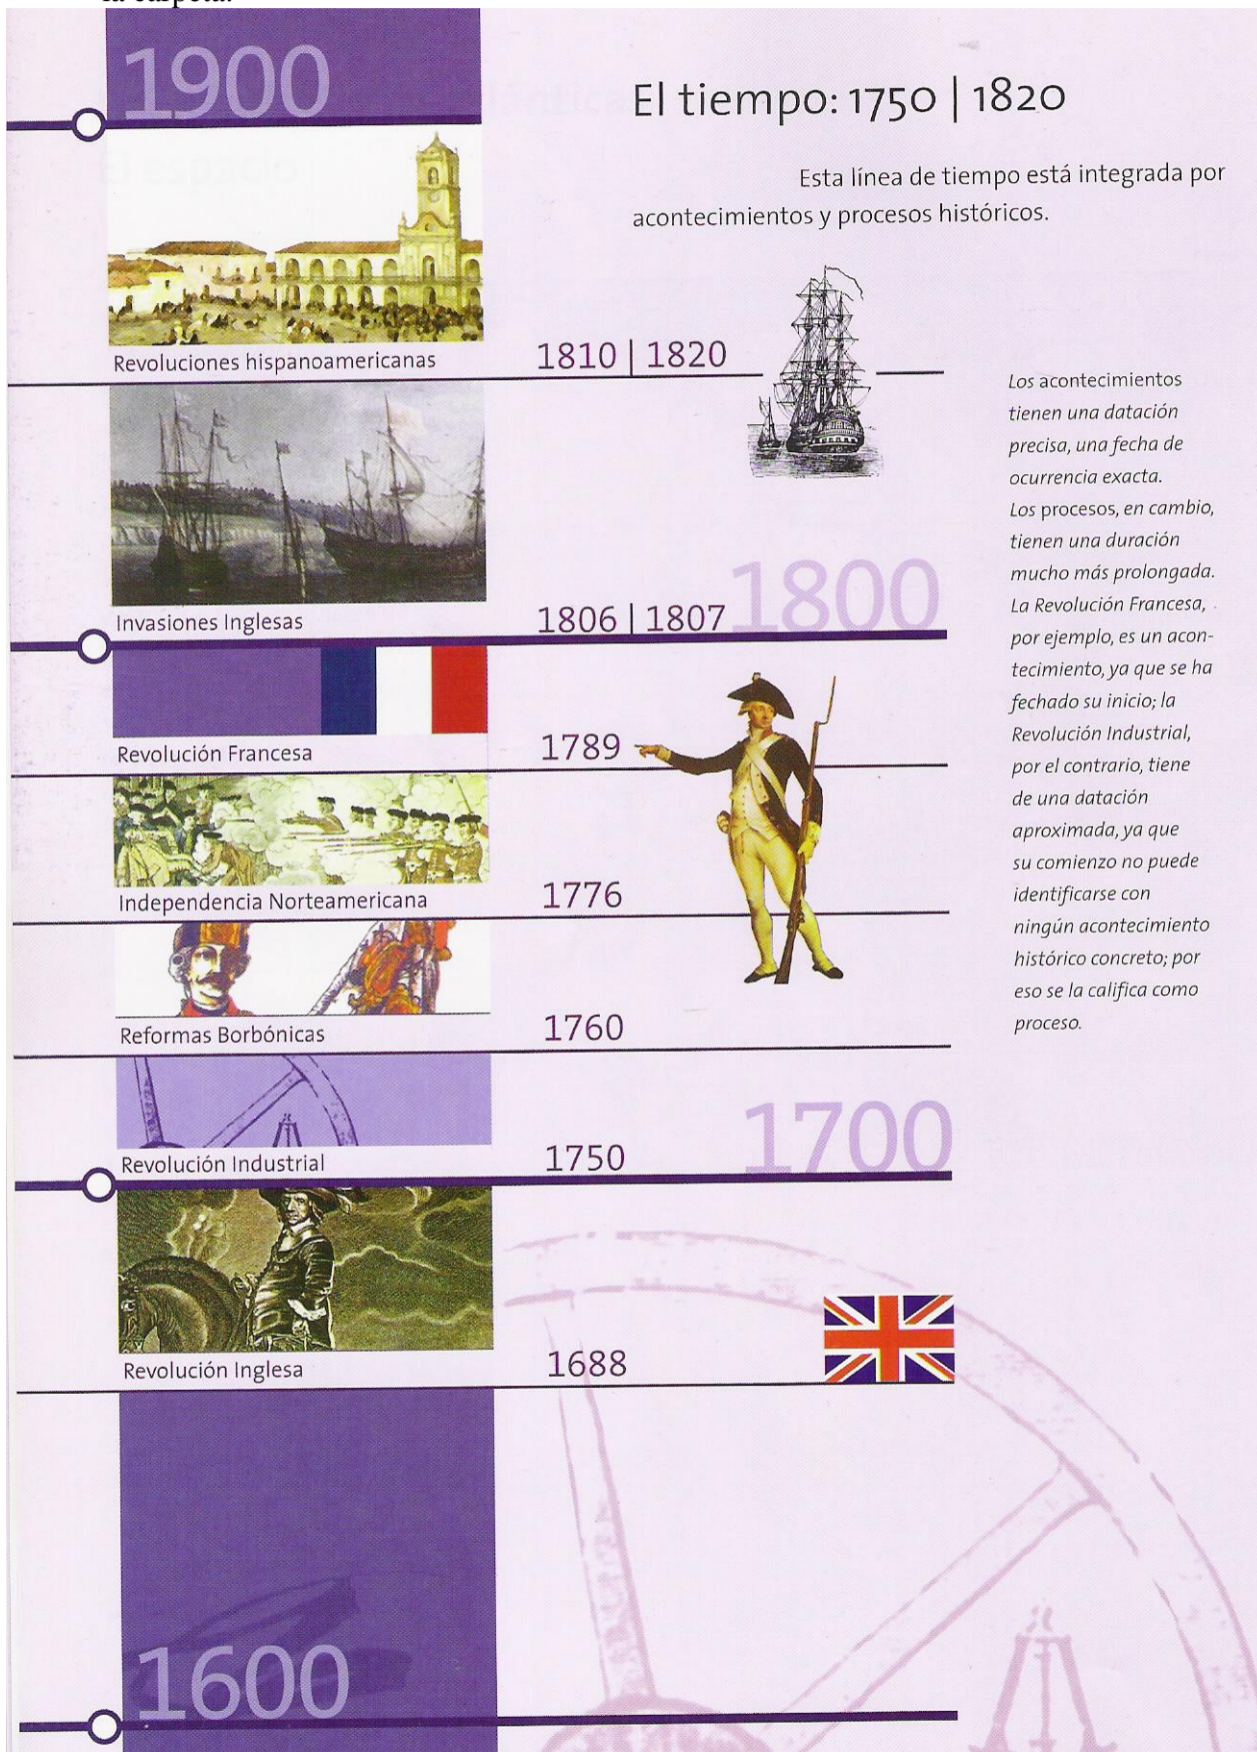 la carpeta.
1900
El tiempo: 1750 | 1820
Esta línea de tiempo está integrada por
acontecimientos y procesos históricos.
Revoluciones hispanoamericanas
1810 | 1820
Los acontecimientos
tienen una datación
precisa, una fecha de
ocurrencia exacta.
Los procesos, en cambio,
tienen una duración
mucho más prolongada.
La Revolución Francesa,
por ejemplo, es un acon-
tecimiento, ya que se ha
fechado su inicio; la
Revolución Industrial,
por el contrario, tiene
de una datación
aproximada, ya que
su comienzo no puede
identificarse con
ningún acontecimiento
histórico concreto; por
eso se la califica como
proceso.
Invasiones Inglesas
1806 | 1807
1800
Revolución Francesa
1789
Independencia Norteamericana
1776
Reformas Borbónicas
1760
Revolución Industrial
1750
1700
Revolución Inglesa
1688
1600